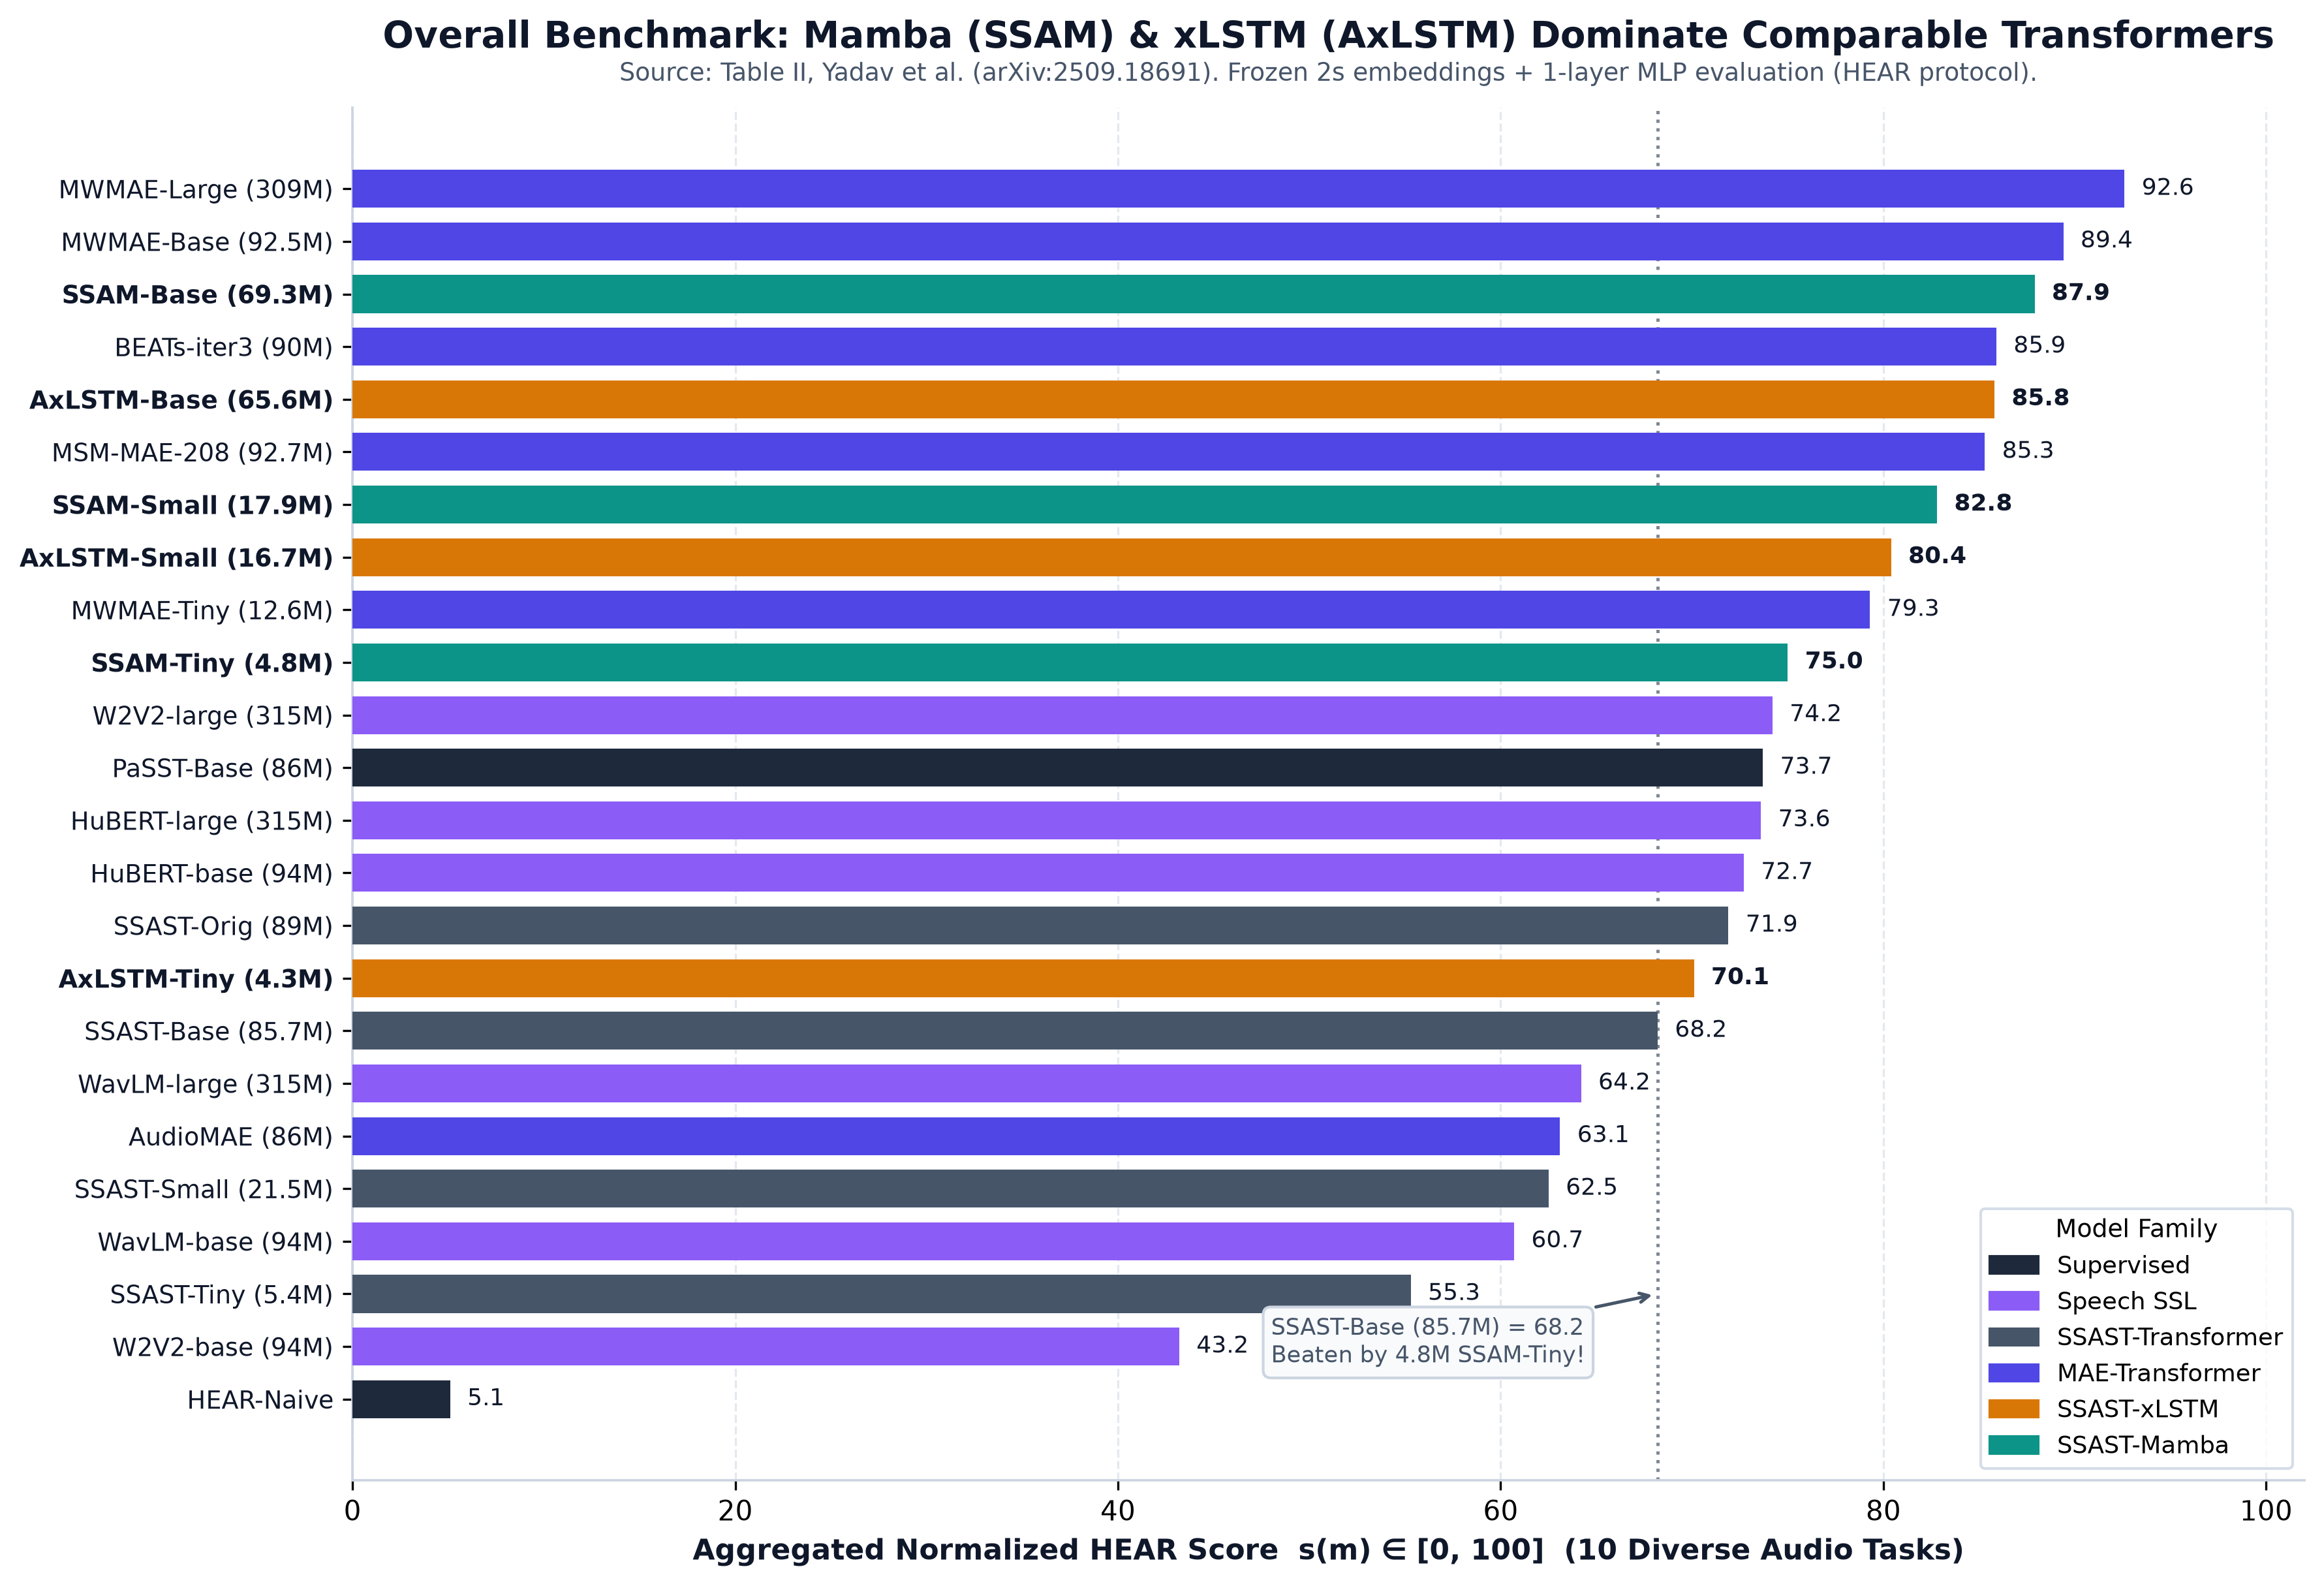 Overall Benchmark: Mamba (SSAM) & xLSTM (AxLSTM) Dominate Comparable Transformers
Source: Table II, Yadav et al. (arXiv:2509.18691). Frozen 2s embeddings + 1-layer MLP evaluation (HEAR protocol).
MWMAE-Large (309M) 92.6
MWMAE-Base (92.5M) 89.4
SSAM-Base (69.3M) 87.9
BEATs-iter3 (90M) 85.9
AxLSTM-Base (65.6M) 85.8
MSM-MAE-208 (92.7M) 85.3
SSAM-Small (17.9M) 82.8
AxLSTM-Small (16.7M) 80.4
MWMAE-Tiny (12.6M) 79.3
SSAM-Tiny (4.8M) 75.0
W2V2-large (315M) 74.2
PaSST-Base (86M) 73.7
HuBERT-large (315M) 73.6
HuBERT-base (94M) 72.7
SSAST-Orig (89M) 71.9
AxLSTM-Tiny (4.3M) 70.1
SSAST-Base (85.7M) 68.2
WavLM-large (315M) 64.2
AudioMAE (86M) 63.1
SSAST-Small (21.5M) 62.5
WavLM-base (94M) 60.7
SSAST-Tiny (5.4M) 55.3
W2V2-base (94M) 43.2
HEAR-Naive 5.1
SSAST-Base (85.7M) = 68.2
Beaten by 4.8M SSAM-Tiny!
Model Family
Supervised
Speech SSL
SSAST-Transformer
MAE-Transformer
SSAST-xLSTM
SSAST-Mamba
0 20 40 60 80 100
Aggregated Normalized HEAR Score s(m) ∈ [0, 100] (10 Diverse Audio Tasks)